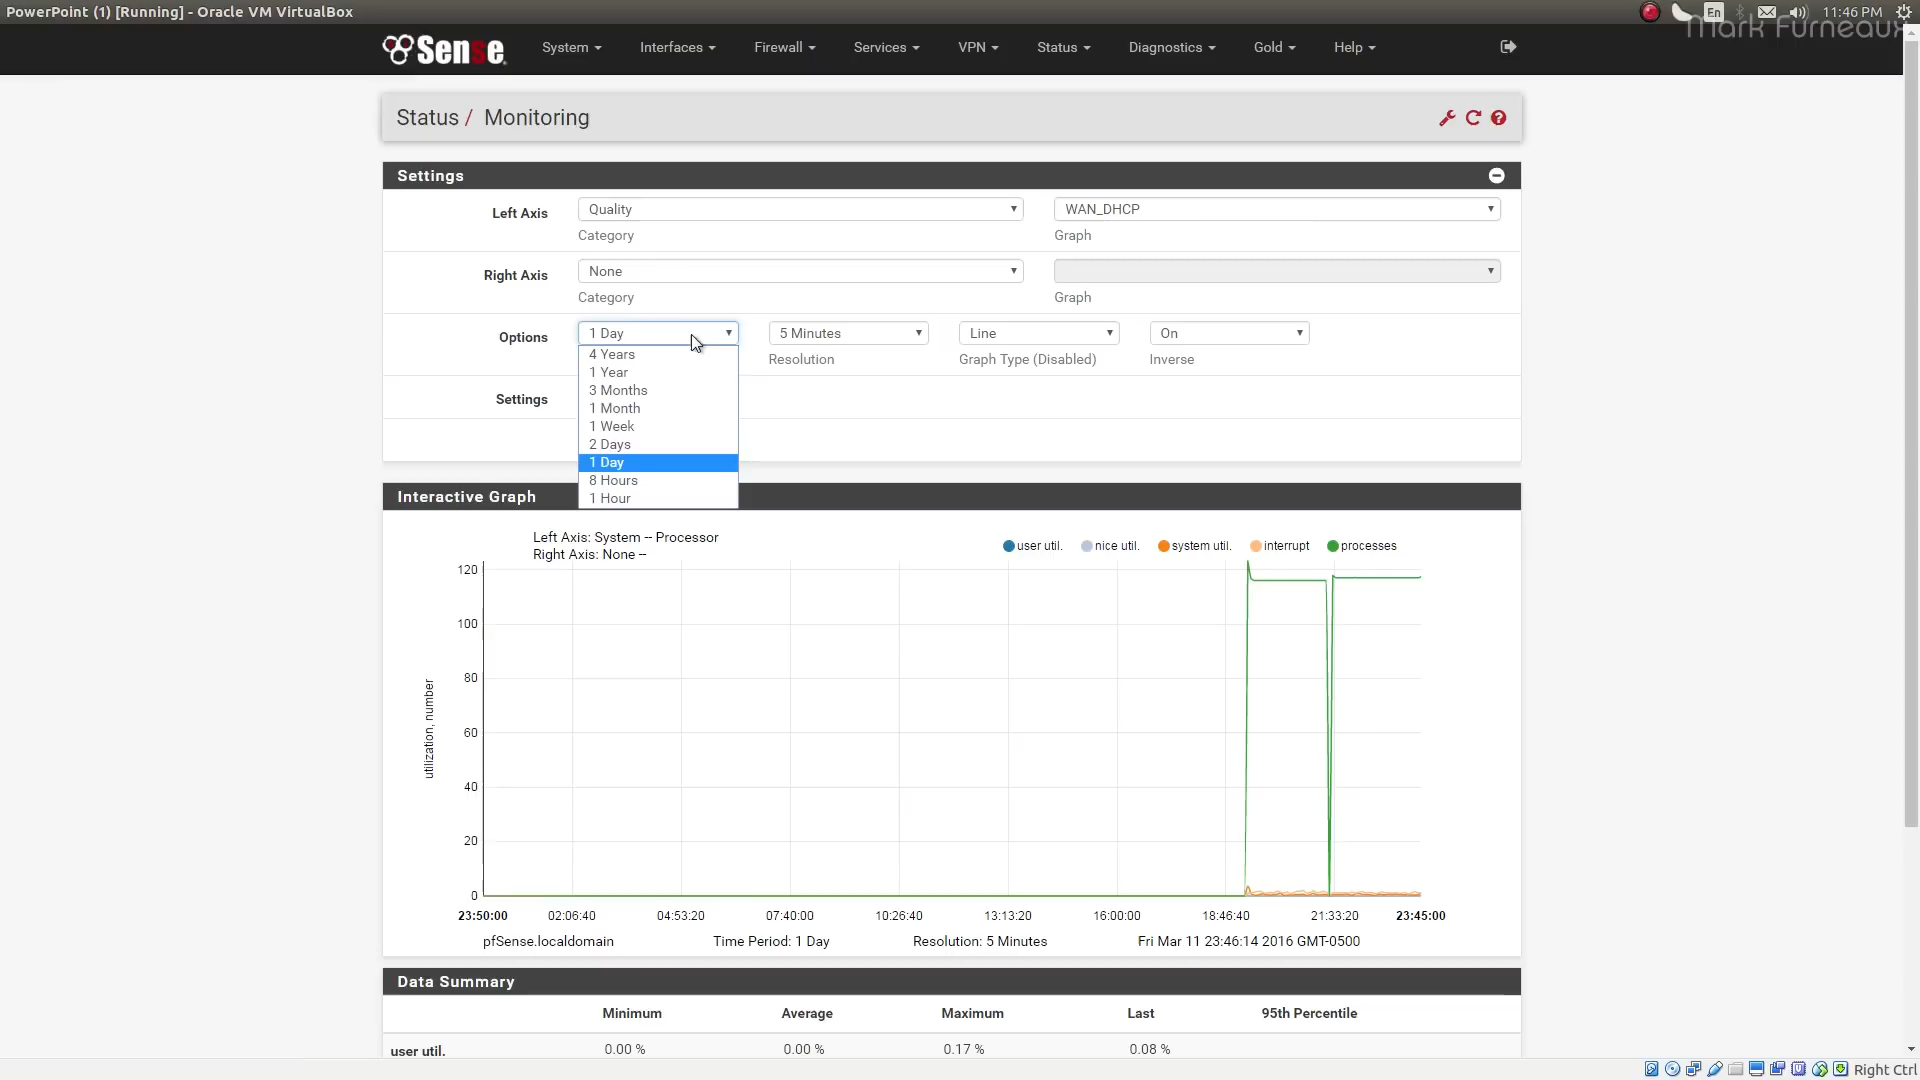 PowerPoint (1) [Running] - Oracle VM VirtualBox
En
11:46 PM
Mark Furneaux
Sense
System
Interfaces
Firewall
Services
VPN
Status
Diagnostics
Gold
Help
Status / Monitoring
Settings
Left Axis
Quality
WAN_DHCP
Category
Graph
Right Axis
None
Category
Graph
Options
1 Day
5 Minutes
Line
On
Resolution
Graph Type (Disabled)
Inverse
4 Years
1 Year
3 Months
1 Month
1 Week
2 Days
1 Day
8 Hours
1 Hour
Settings
Interactive Graph
Left Axis: System -- Processor
Right Axis: None --
user util.
nice util.
system util.
interrupt
processes
120
100
80
60
40
20
0
utilization, number
23:50:00
02:06:40
04:53:20
07:40:00
10:26:40
13:13:20
16:00:00
18:46:40
21:33:20
23:45:00
pfSense.localdomain
Time Period: 1 Day
Resolution: 5 Minutes
Fri Mar 11 23:46:14 2016 GMT-0500
Data Summary
Minimum
Average
Maximum
Last
95th Percentile
user util.
0.00 %
0.00 %
0.17 %
0.08 %
Right Ctrl